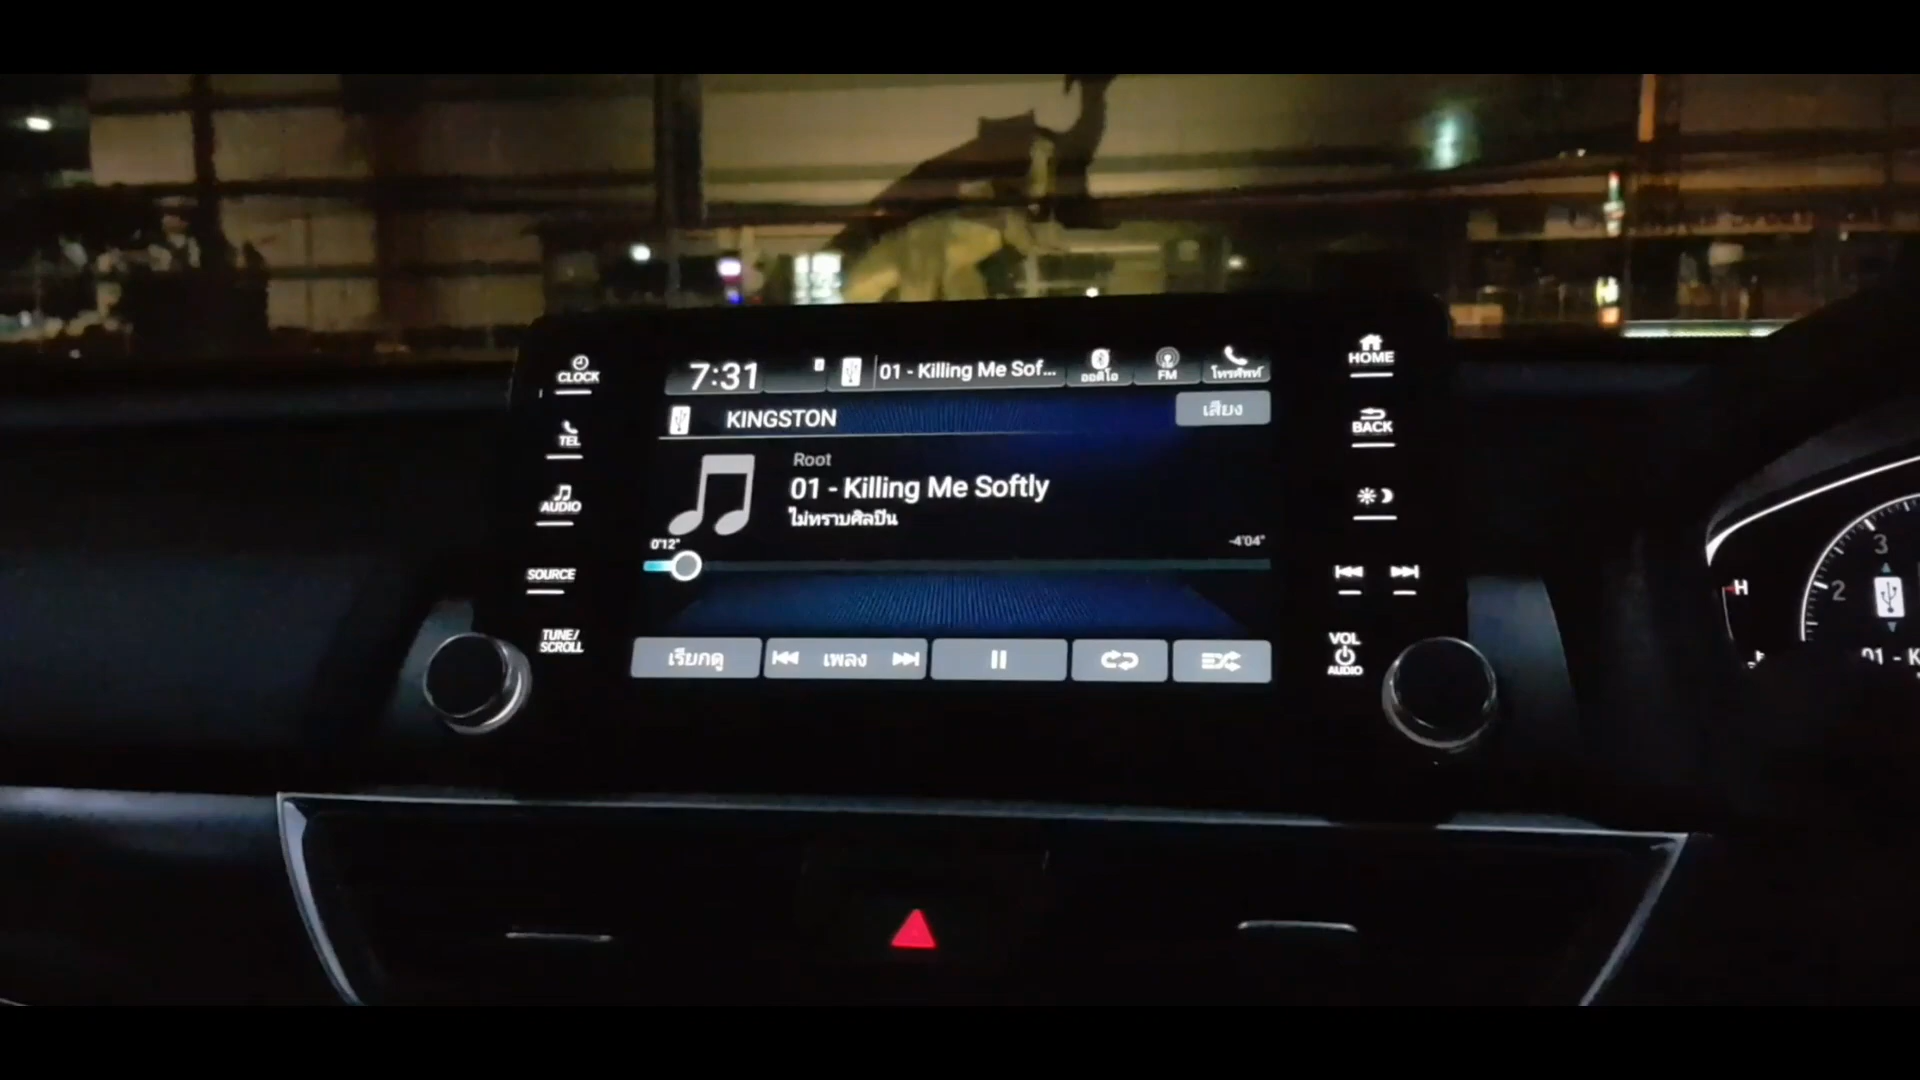 7:31
01 - Killing Me Sof...
ออดิโอ
FM
โทรศัพท์
KINGSTON
เสียง
Root
01 - Killing Me Softly
ไม่ทราบศิลปิน
0'12"
-4'04"
เรียกดู
เพลง
CLOCK
TEL
AUDIO
SOURCE
TUNE/
SCROLL
HOME
BACK
VOL
AUDIO
H
3
2
01 - K